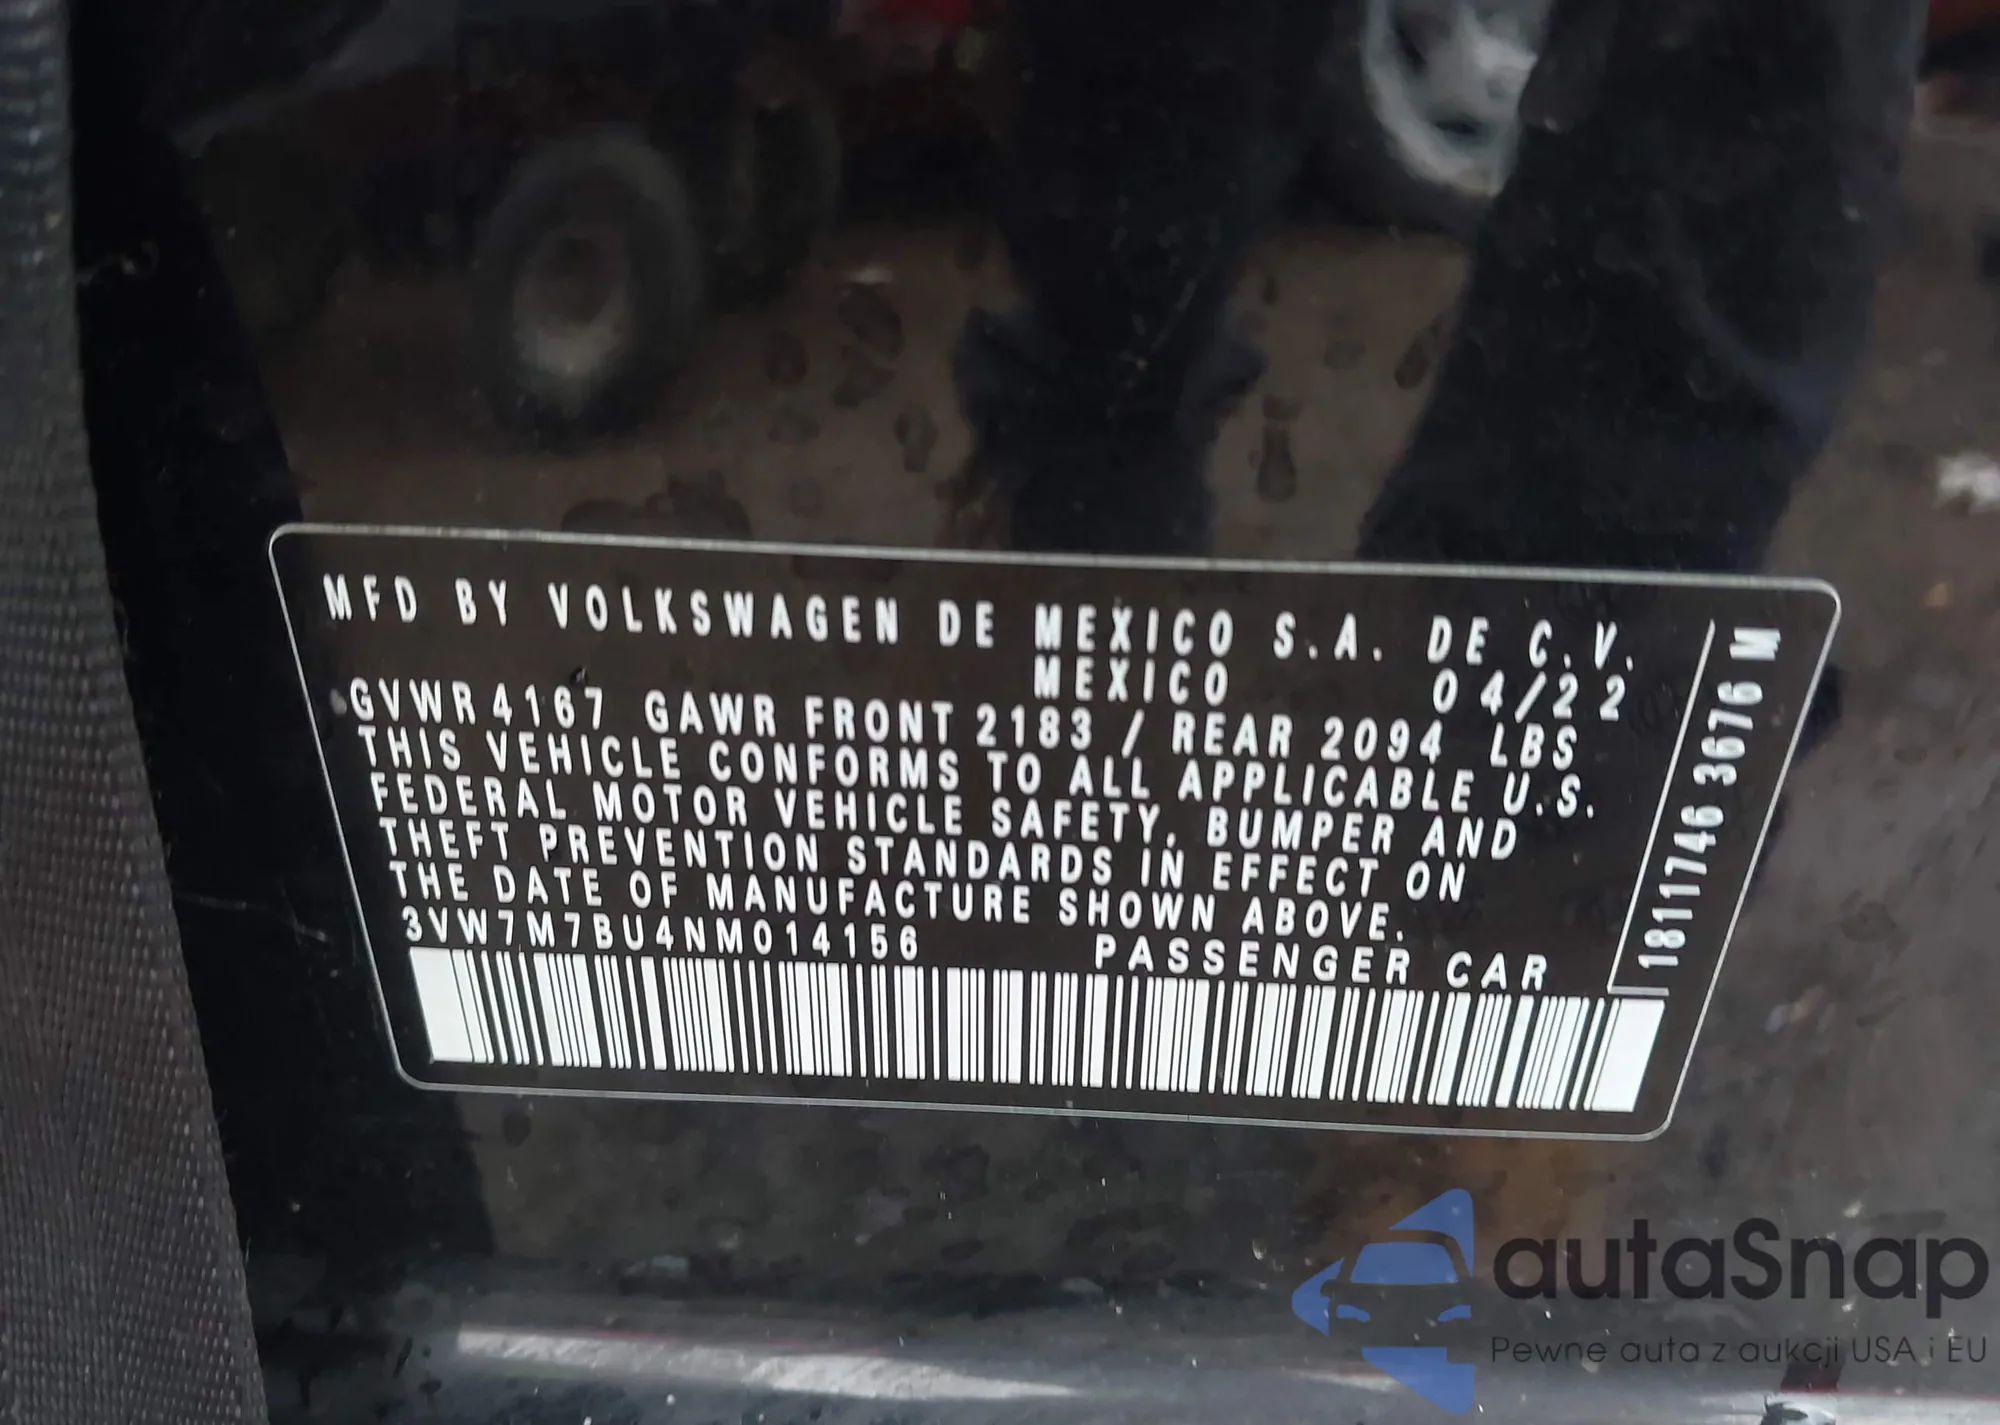 MFD BY VOLKSWAGEN DE MEXICO S.A. DE C.V.
MEXICO 04/22
GVWR 4167 GAWR FRONT 2183 / REAR 2094 LBS
THIS VEHICLE CONFORMS TO ALL APPLICABLE U.S.
FEDERAL MOTOR VEHICLE SAFETY, BUMPER AND
THEFT PREVENTION STANDARDS IN EFFECT ON
THE DATE OF MANUFACTURE SHOWN ABOVE.
3VW7M7BU4NM014156 PASSENGER CAR
1811746 3676 M
autaSnap
Pewne auta z aukcji USA i EU